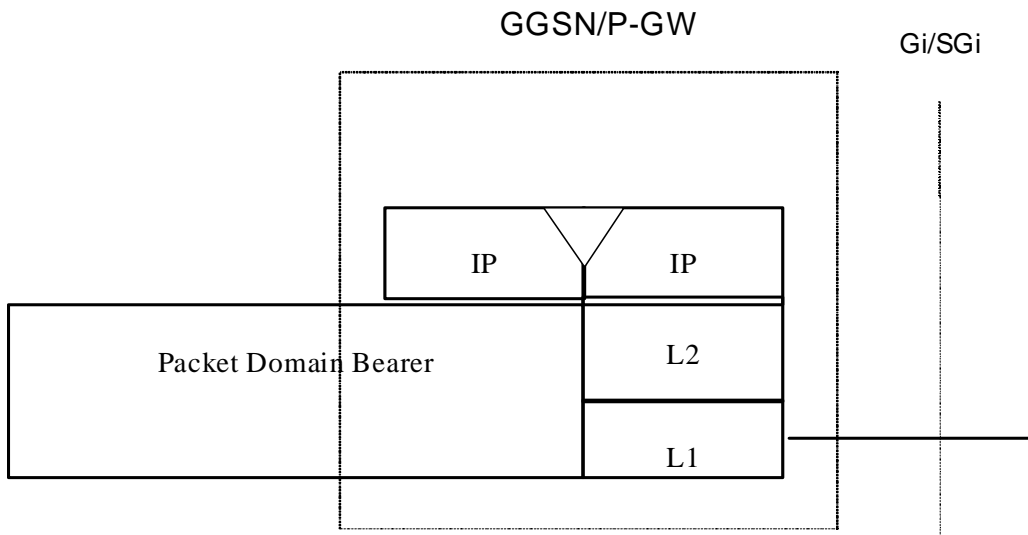 GGSN/P-GW
Gi/SGi
IP
IP
Packet Domain Bearer
L2
L1